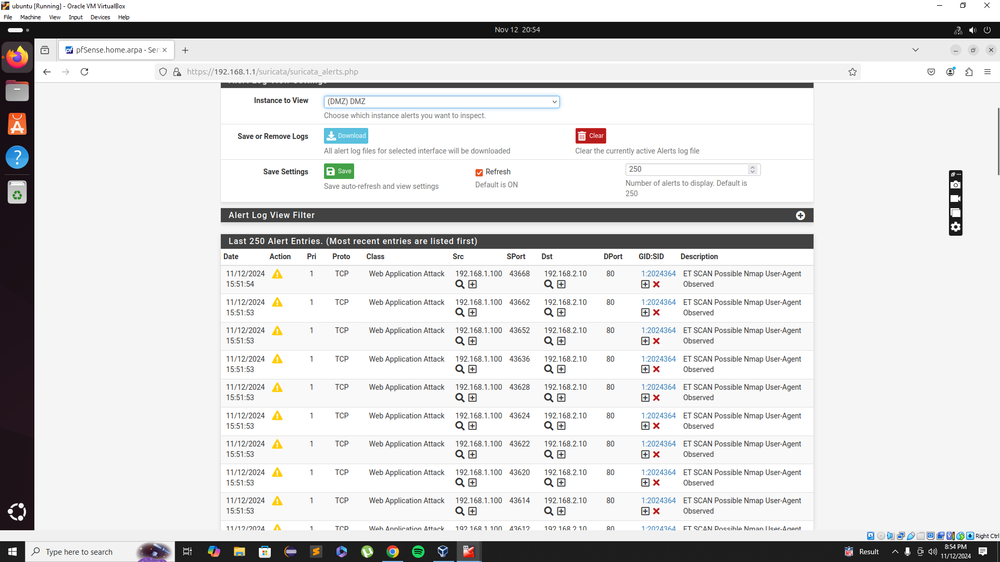 ubuntu [Running] - Oracle VM VirtualBox
File Machine View Input Devices Help
Nov 12 20:54
pf pfSense.home.arpa - Ser
https://192.168.1.1/suricata/suricata_alerts.php
Instance to View (DMZ) DMZ
Choose which instance alerts you want to inspect.
Save or Remove Logs Download Clear
All alert log files for selected interface will be downloaded Clear the currently active Alerts log file
Save Settings Save Refresh 250
Save auto-refresh and view settings Default is ON Number of alerts to display. Default is
250
Alert Log View Filter
Last 250 Alert Entries. (Most recent entries are listed first)
Date Action Pri Proto Class Src SPort Dst DPort GID:SID Description
11/12/2024 1 TCP Web Application Attack 192.168.1.100 43668 192.168.2.10 80 1:2024364 ET SCAN Possible Nmap User-Agent
15:51:54 Observed
11/12/2024 1 TCP Web Application Attack 192.168.1.100 43662 192.168.2.10 80 1:2024364 ET SCAN Possible Nmap User-Agent
15:51:53 Observed
11/12/2024 1 TCP Web Application Attack 192.168.1.100 43652 192.168.2.10 80 1:2024364 ET SCAN Possible Nmap User-Agent
15:51:53 Observed
11/12/2024 1 TCP Web Application Attack 192.168.1.100 43636 192.168.2.10 80 1:2024364 ET SCAN Possible Nmap User-Agent
15:51:53 Observed
11/12/2024 1 TCP Web Application Attack 192.168.1.100 43628 192.168.2.10 80 1:2024364 ET SCAN Possible Nmap User-Agent
15:51:53 Observed
11/12/2024 1 TCP Web Application Attack 192.168.1.100 43624 192.168.2.10 80 1:2024364 ET SCAN Possible Nmap User-Agent
15:51:53 Observed
11/12/2024 1 TCP Web Application Attack 192.168.1.100 43622 192.168.2.10 80 1:2024364 ET SCAN Possible Nmap User-Agent
15:51:53 Observed
11/12/2024 1 TCP Web Application Attack 192.168.1.100 43620 192.168.2.10 80 1:2024364 ET SCAN Possible Nmap User-Agent
15:51:53 Observed
11/12/2024 1 TCP Web Application Attack 192.168.1.100 43614 192.168.2.10 80 1:2024364 ET SCAN Possible Nmap User-Agent
15:51:53 Observed
11/12/2024 1 TCP Web Application Attack 192.168.1.100 43612 192.168.2.10 80 1:2024364 ET SCAN Possible Nmap User-Agent
Right Ctrl
Type here to search Result 8:54 PM
11/12/2024